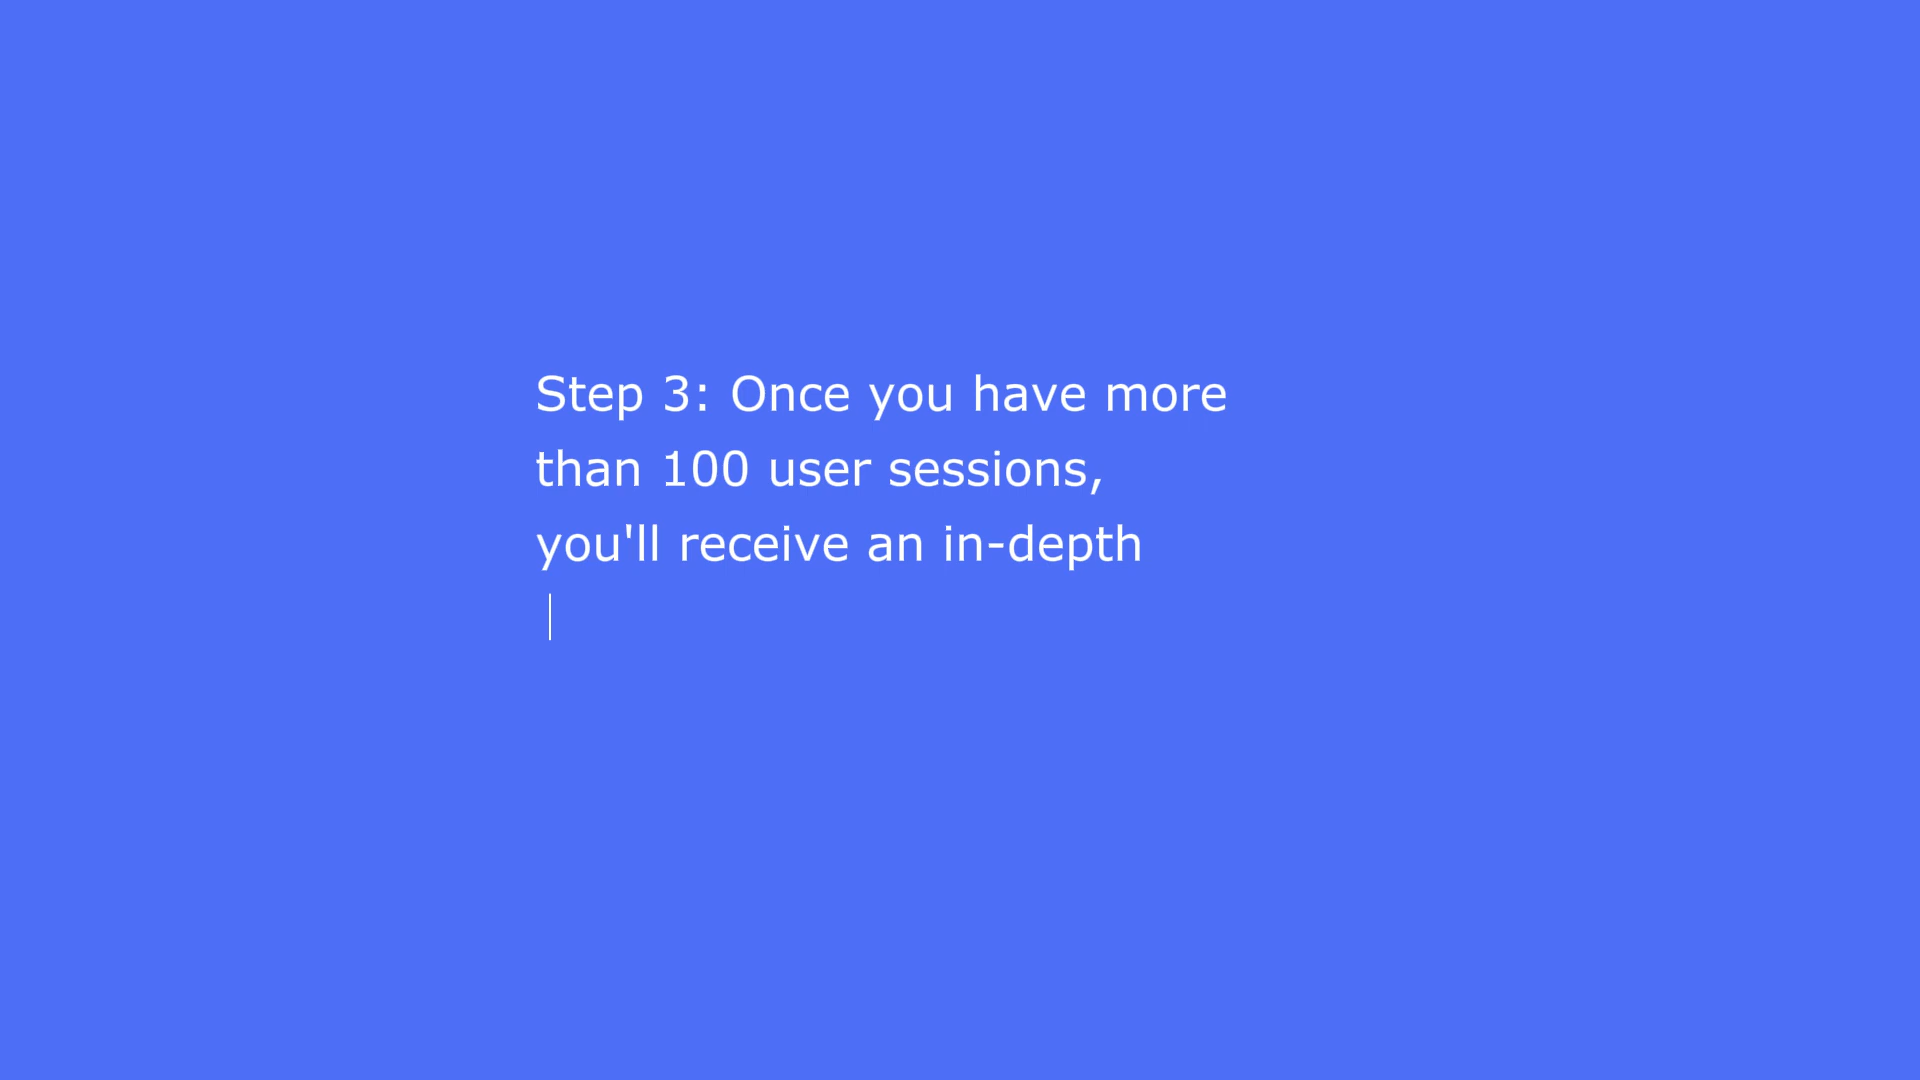 Step 3: Once you have more
than 100 user sessions,
you'll receive an in-depth